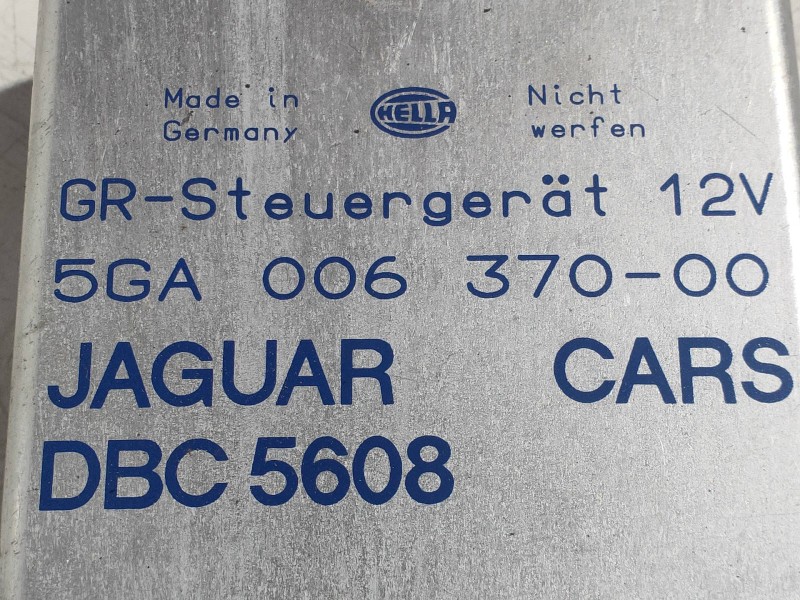 Made in Germany
HELLA
Nicht werfen
GR-Steuergerät 12V
5GA 006 370-00
JAGUAR CARS
DBC 5608